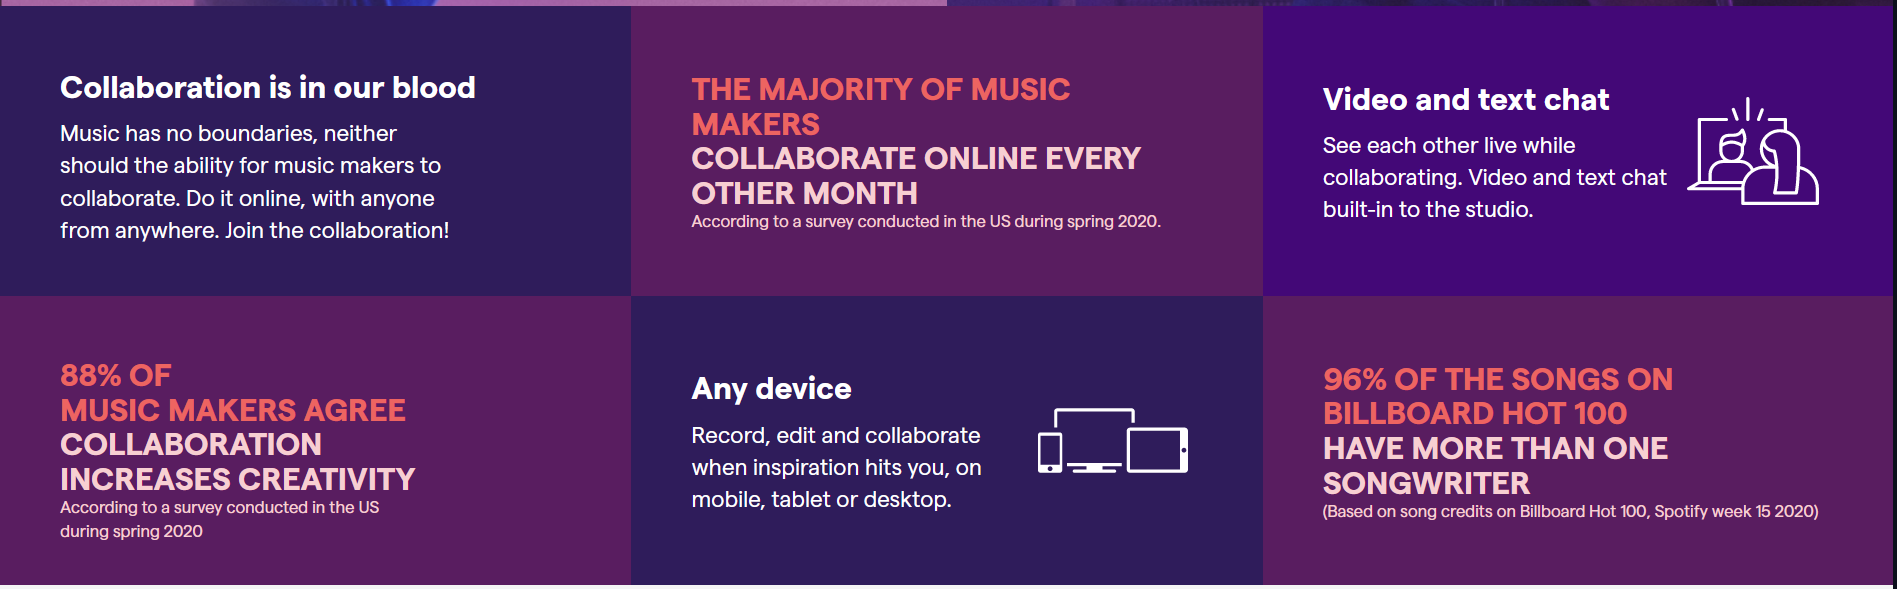 Collaboration is in our blood
Music has no boundaries, neither
should the ability for music makers to
collaborate. Do it online, with anyone
from anywhere. Join the collaboration!
THE MAJORITY OF MUSIC
MAKERS
COLLABORATE ONLINE EVERY
OTHER MONTH
According to a survey conducted in the US during spring 2020.
Video and text chat
See each other live while
collaborating. Video and text chat
built-in to the studio.
88% OF
MUSIC MAKERS AGREE
COLLABORATION
INCREASES CREATIVITY
According to a survey conducted in the US
during spring 2020
Any device
Record, edit and collaborate
when inspiration hits you, on
mobile, tablet or desktop.
96% OF THE SONGS ON
BILLBOARD HOT 100
HAVE MORE THAN ONE
SONGWRITER
(Based on song credits on Billboard Hot 100, Spotify week 15 2020)